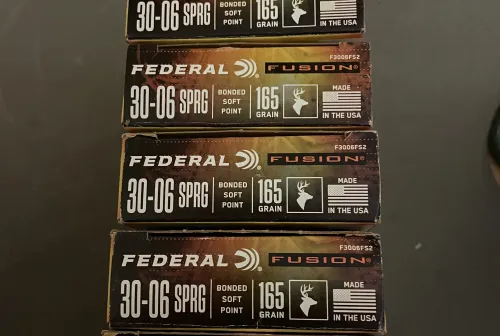 30-06 SPRG BONDED SOFT POINT 165 GRAIN IN THE USA
F3006FS2
FEDERAL FUSION®
30-06 SPRG BONDED SOFT POINT 165 GRAIN MADE IN THE USA
F3006FS2
FEDERAL FUSION®
30-06 SPRG BONDED SOFT POINT 165 GRAIN MADE IN THE USA
F3006FS2
FEDERAL FUSION®
30-06 SPRG BONDED SOFT POINT 165 GRAIN MADE IN THE USA